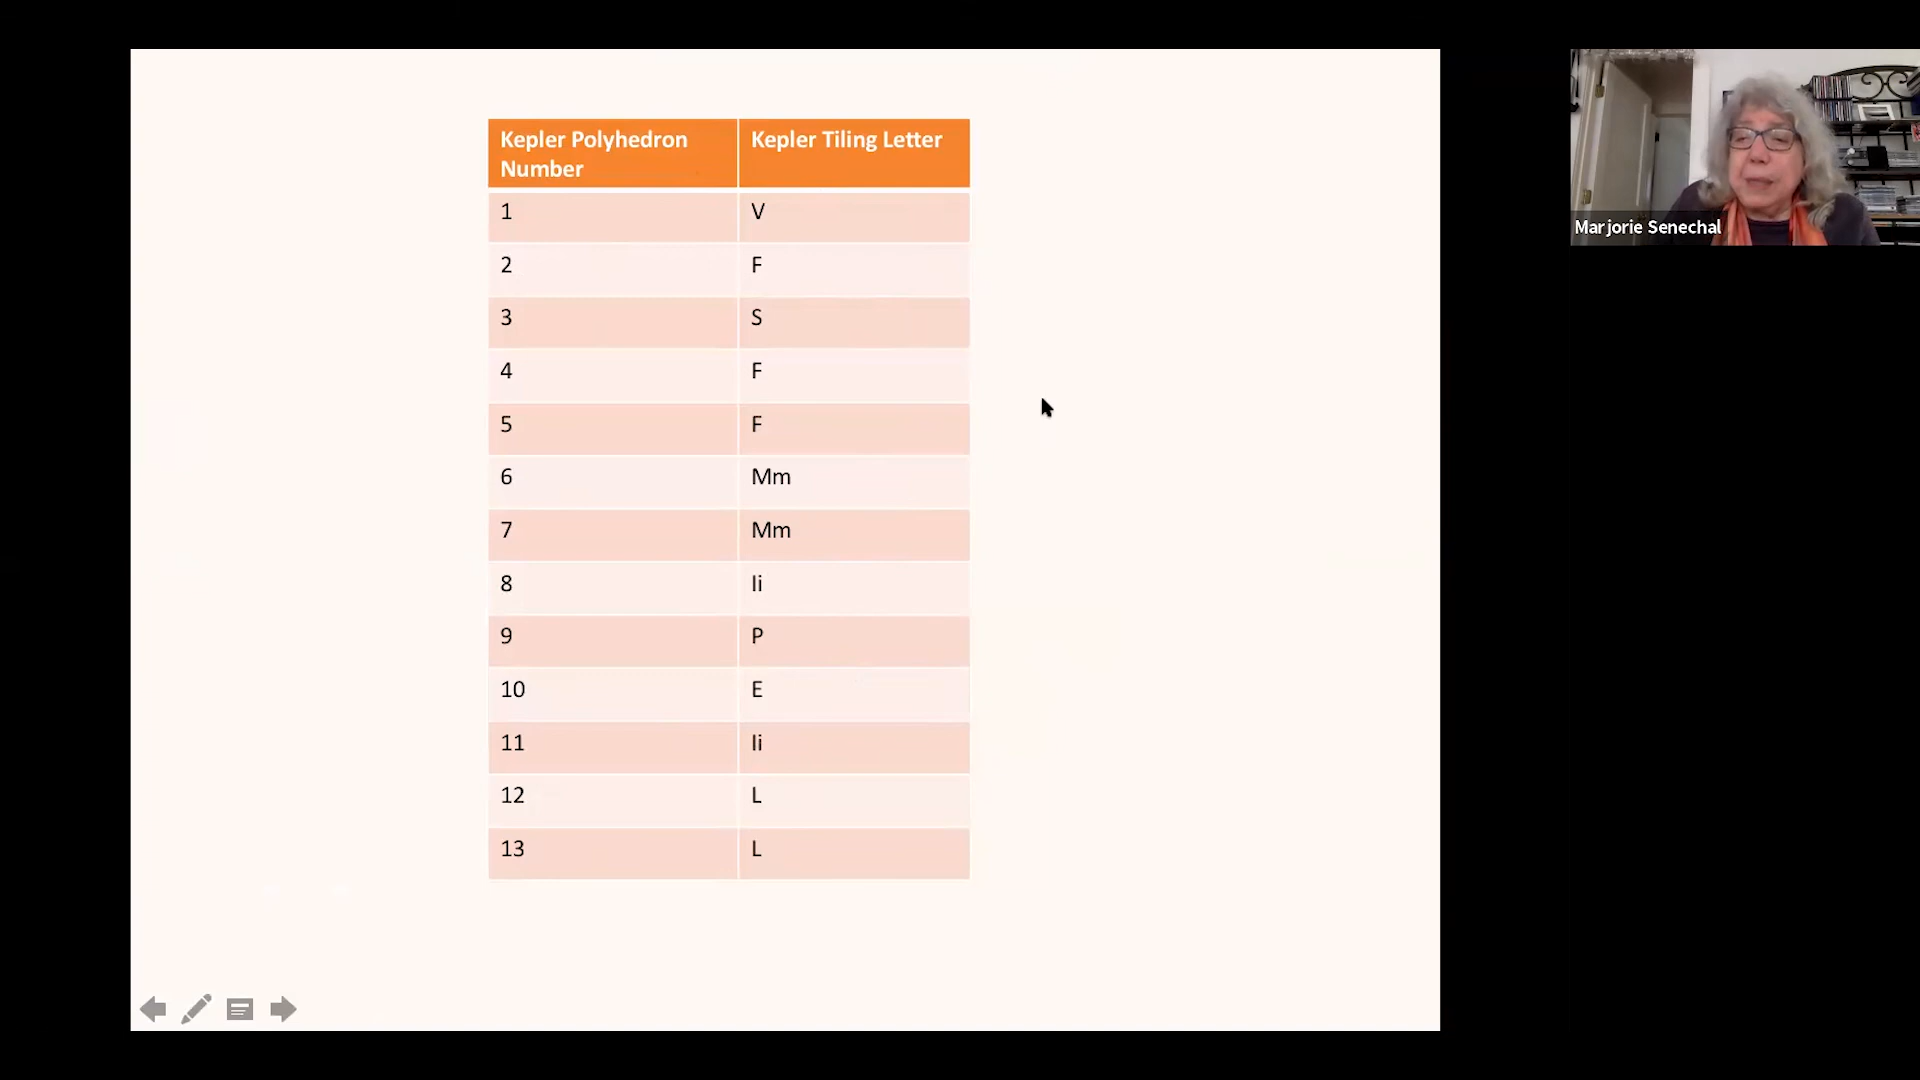 Kepler Polyhedron Number
Kepler Tiling Letter
1 V
2 F
3 S
4 F
5 F
6 Mm
7 Mm
8 Ii
9 P
10 E
11 Ii
12 L
13 L
Marjorie Senechal